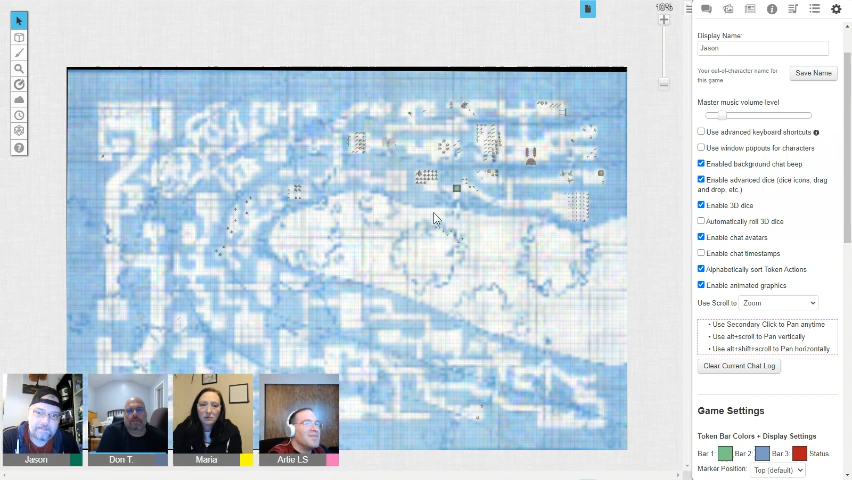 10%
Display Name:
Jason
Your out-of-character name for
this game
Save Name
Master music volume level
Use advanced keyboard shortcuts
Use window popouts for characters
Enabled background chat beep
Enable advanced dice (dice icons, drag
and drop, etc.)
Enable 3D dice
Automatically roll 3D dice
Enable chat avatars
Enable chat timestamps
Alphabetically sort Token Actions
Enable animated graphics
Use Scroll to Zoom
• Use Secondary Click to Pan anytime
• Use alt+scroll to Pan vertically
• Use alt+shift+scroll to Pan horizontally
Clear Current Chat Log
Game Settings
Token Bar Colors + Display Settings
Bar 1: Bar 2: Bar 3: Status:
Marker Position: Top (default)
Jason
Don T.
Maria
Artie LS